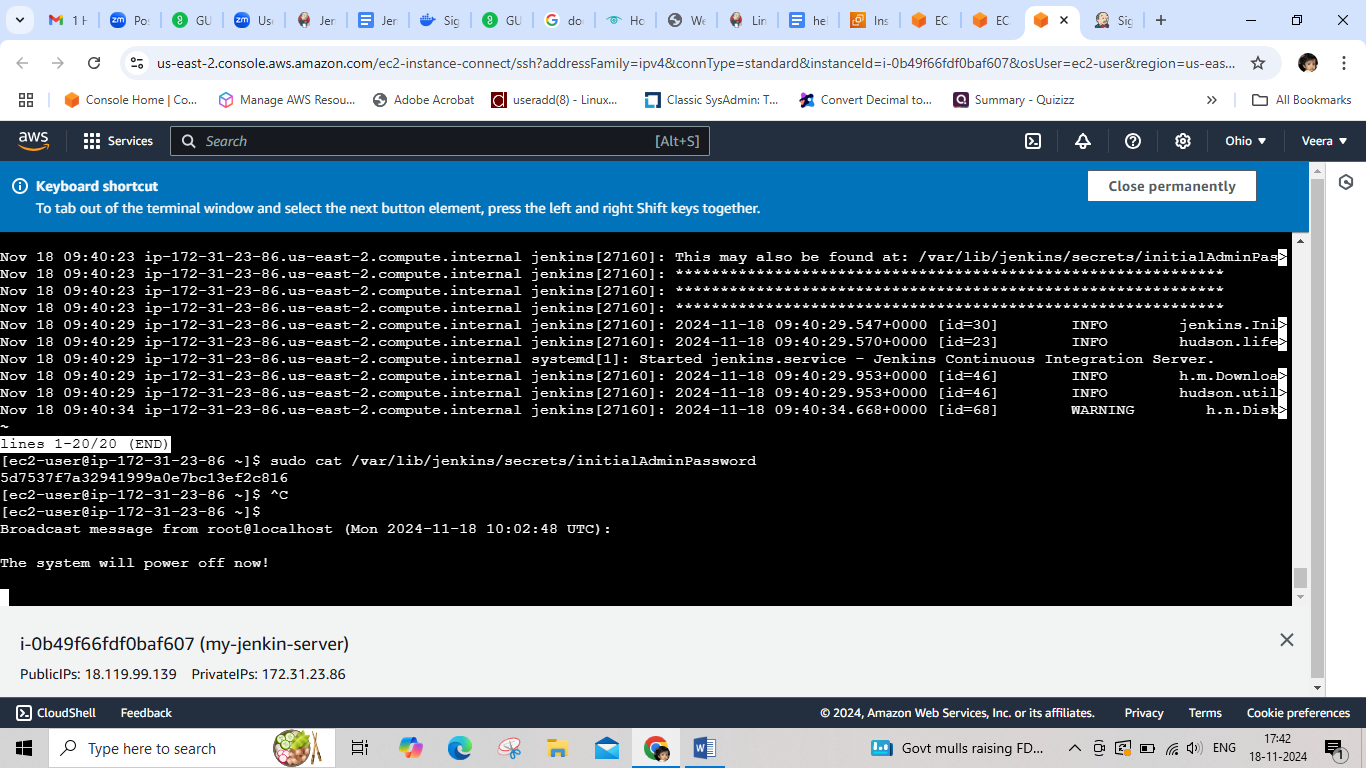 1
Pos
GU
Use
Jen
Jen
Sig
GU
doc
Ho
We
Lin
hel
Ins
EC
EC
Sig
us-east-2.console.aws.amazon.com/ec2-instance-connect/ssh?addressFamily=ipv4&connType=standard&instanceId=i-0b49f66fdf0baf607&osUser=ec2-user&region=us-eas...
Console Home | Co...
Manage AWS Resou...
Adobe Acrobat
useradd(8) - Linux...
Classic SysAdmin: T...
Convert Decimal to...
Summary - Quizizz
»
All Bookmarks
aws
Services
Search
[Alt+S]
Ohio
Veera
Keyboard shortcut
To tab out of the terminal window and select the next button element, press the left and right Shift keys together.
Close permanently
Nov 18 09:40:23 ip-172-31-23-86.us-east-2.compute.internal jenkins[27160]: This may also be found at: /var/lib/jenkins/secrets/initialAdminPas>
Nov 18 09:40:23 ip-172-31-23-86.us-east-2.compute.internal jenkins[27160]: *************************************************************
Nov 18 09:40:23 ip-172-31-23-86.us-east-2.compute.internal jenkins[27160]: *************************************************************
Nov 18 09:40:23 ip-172-31-23-86.us-east-2.compute.internal jenkins[27160]: *************************************************************
Nov 18 09:40:29 ip-172-31-23-86.us-east-2.compute.internal jenkins[27160]: 2024-11-18 09:40:29.547+0000 [id=30] INFO jenkins.Ini>
Nov 18 09:40:29 ip-172-31-23-86.us-east-2.compute.internal jenkins[27160]: 2024-11-18 09:40:29.570+0000 [id=23] INFO hudson.life>
Nov 18 09:40:29 ip-172-31-23-86.us-east-2.compute.internal systemd[1]: Started jenkins.service - Jenkins Continuous Integration Server.
Nov 18 09:40:29 ip-172-31-23-86.us-east-2.compute.internal jenkins[27160]: 2024-11-18 09:40:29.953+0000 [id=46] INFO h.m.Downloa>
Nov 18 09:40:29 ip-172-31-23-86.us-east-2.compute.internal jenkins[27160]: 2024-11-18 09:40:29.953+0000 [id=46] INFO hudson.util>
Nov 18 09:40:34 ip-172-31-23-86.us-east-2.compute.internal jenkins[27160]: 2024-11-18 09:40:34.668+0000 [id=68] WARNING h.n.Disk>
~
lines 1-20/20 (END)
[ec2-user@ip-172-31-23-86 ~]$ sudo cat /var/lib/jenkins/secrets/initialAdminPassword
5d7537f7a32941999a0e7bc13ef2c816
[ec2-user@ip-172-31-23-86 ~]$ ^C
[ec2-user@ip-172-31-23-86 ~]$
Broadcast message from root@localhost (Mon 2024-11-18 10:02:48 UTC):
The system will power off now!
i-0b49f66fdf0baf607 (my-jenkin-server)
PublicIPs: 18.119.99.139 PrivateIPs: 172.31.23.86
CloudShell
Feedback
© 2024, Amazon Web Services, Inc. or its affiliates.
Privacy
Terms
Cookie preferences
Type here to search
Govt mulls raising FD...
ENG
17:42
18-11-2024
1